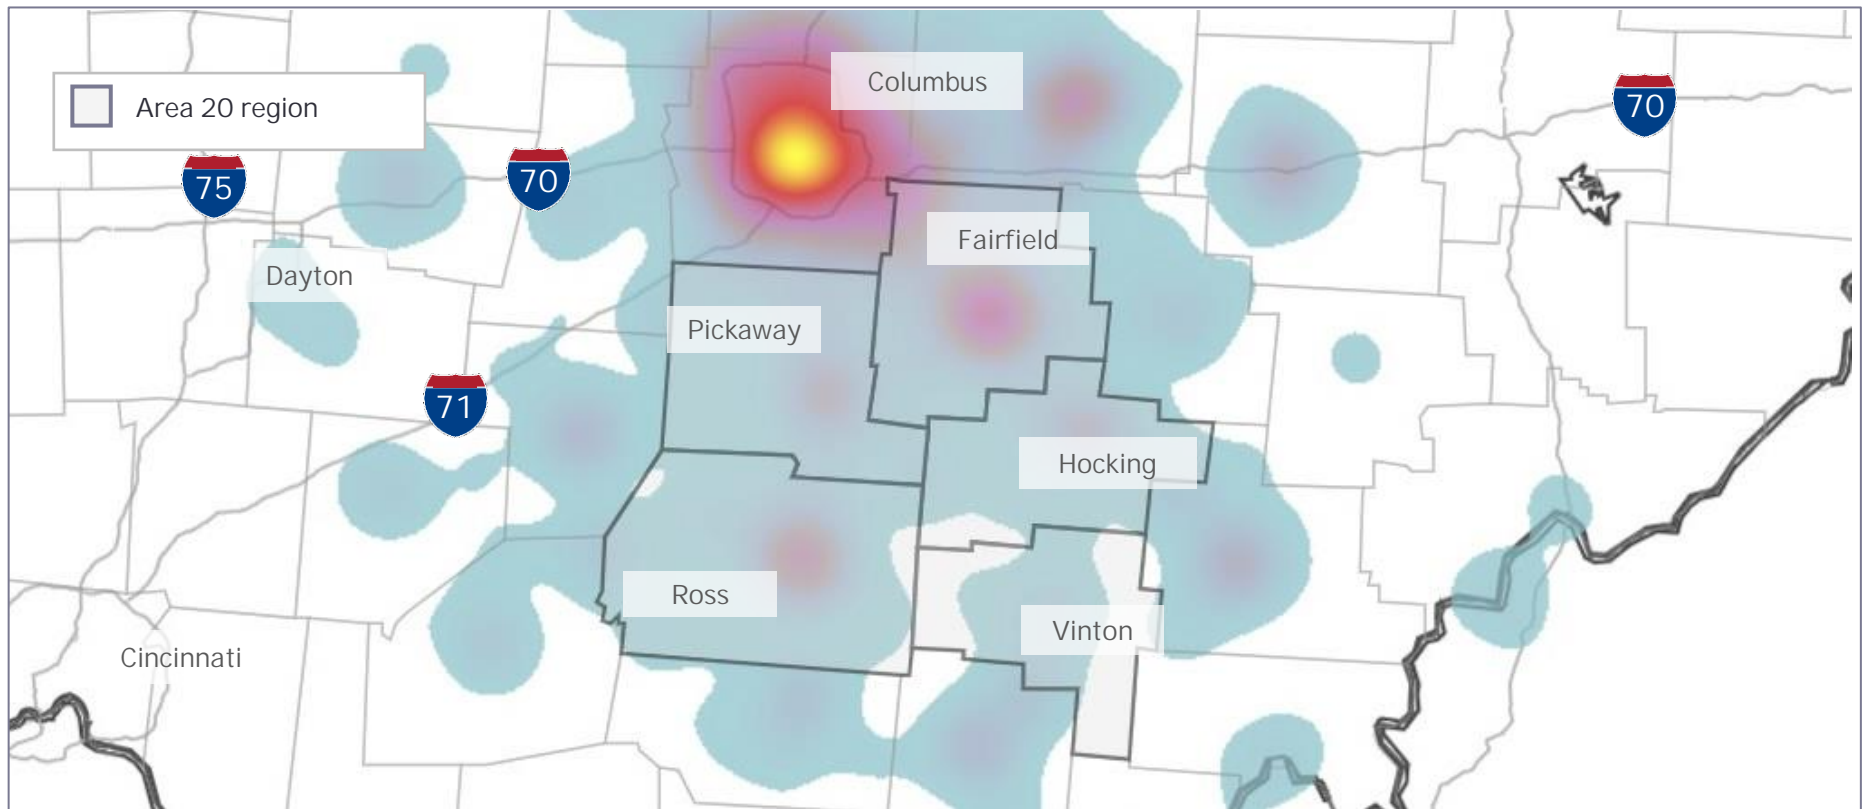 Columbus
70
Area 20 region
75
70
Fairfield
Dayton
Pickaway
71
Hocking
Ross
Vinton
Cincinnati